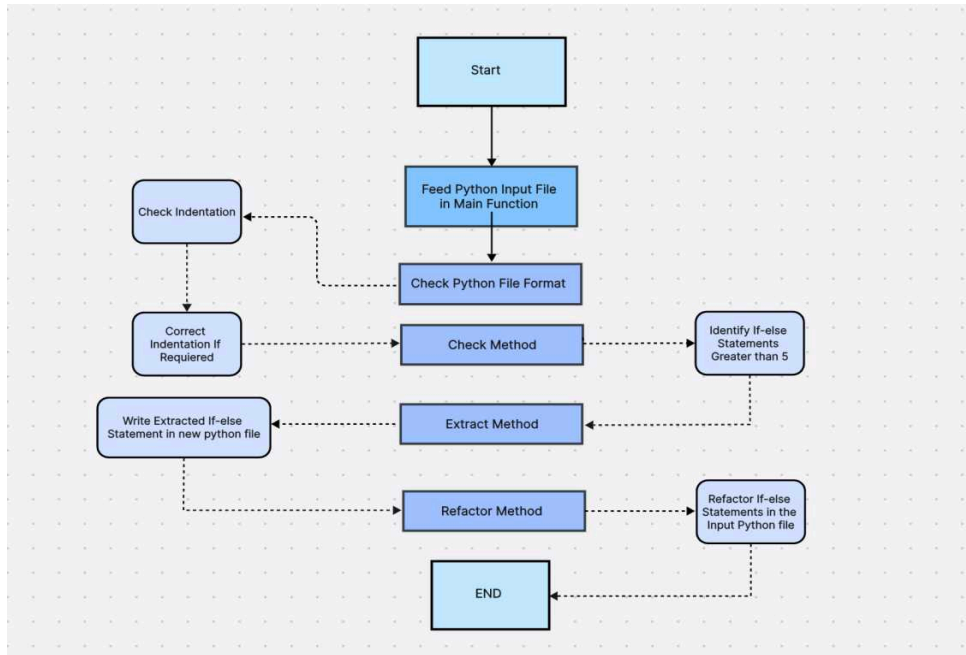 Start
Feed Python Input File
in Main Function
Check Indentation
Check Python File Format
Correct
Indentation If
Requiered
Check Method
Identify If-else
Statements
Greater than 5
Write Extracted If-else
Statement in new python file
Extract Method
Refactor Method
Refactor If-else
Statements in the
Input Python file
END